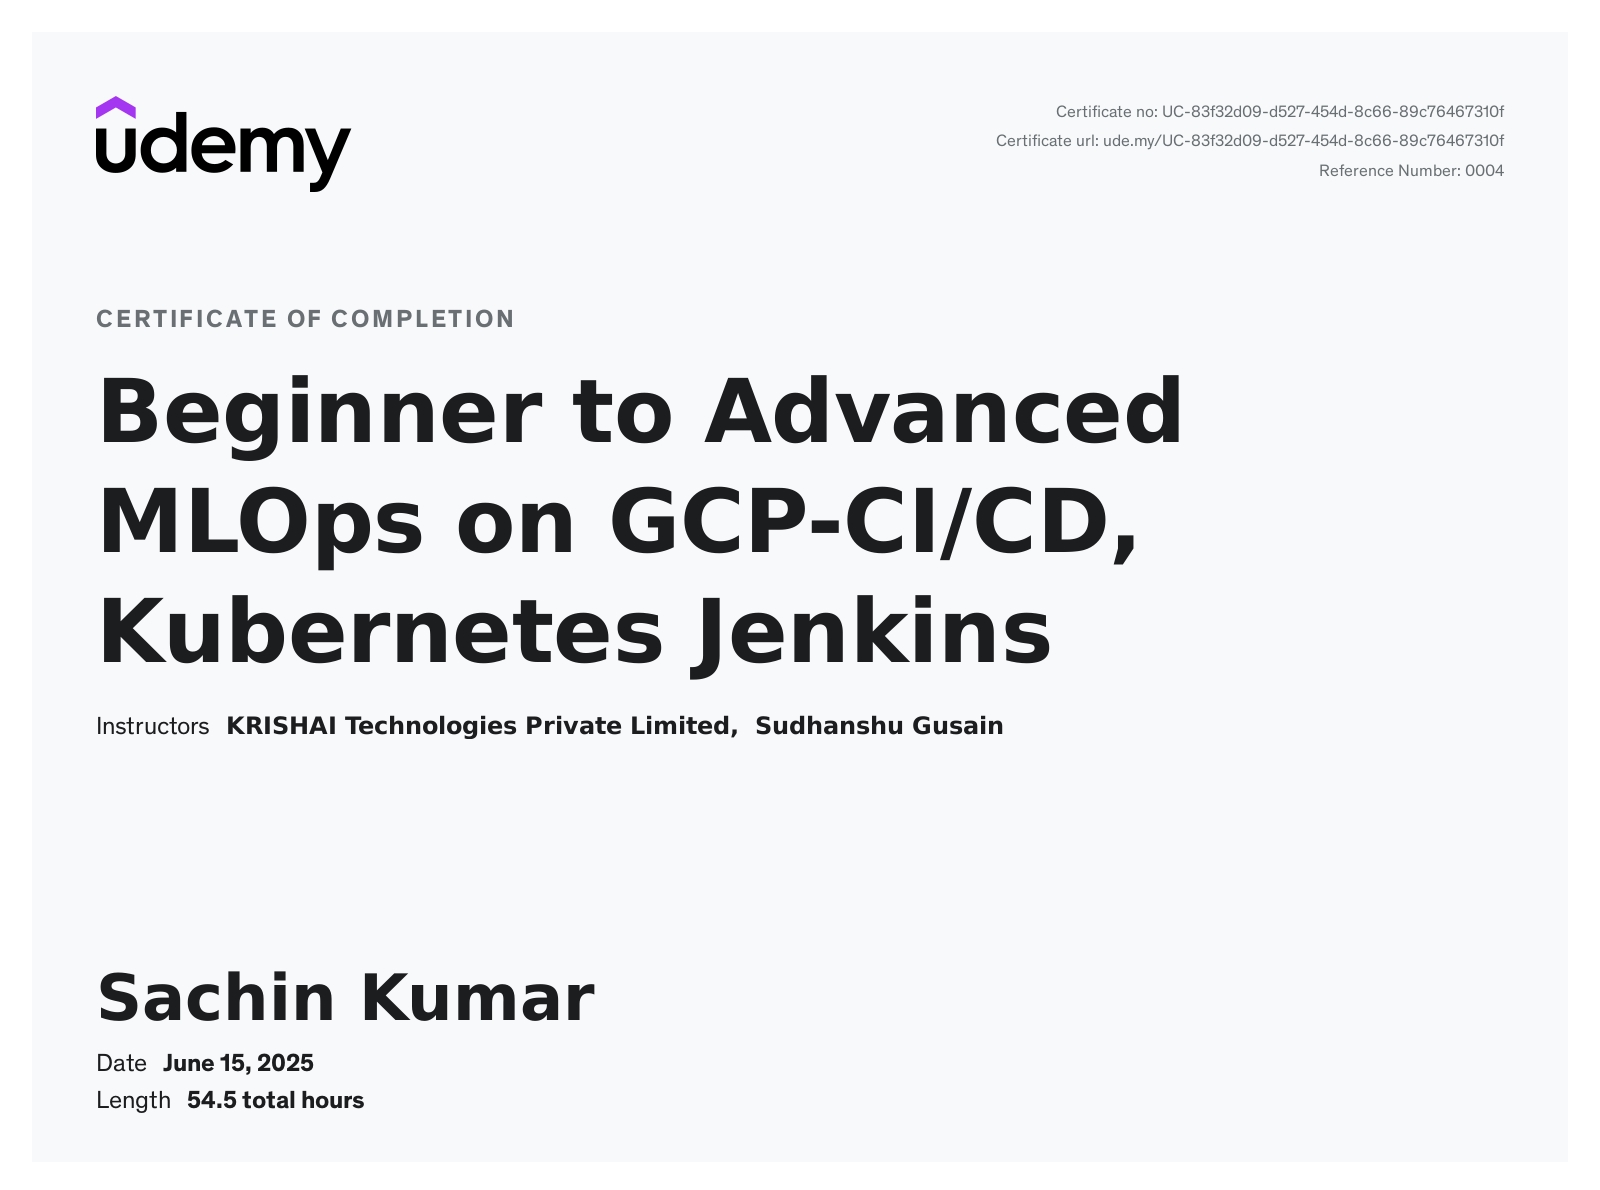 udemy
Certificate no: UC-83f32d09-d527-454d-8c66-89c76467310f
Certificate url: ude.my/UC-83f32d09-d527-454d-8c66-89c76467310f
Reference Number: 0004
CERTIFICATE OF COMPLETION
Beginner to Advanced
MLOps on GCP-CI/CD,
Kubernetes Jenkins
Instructors KRISHAI Technologies Private Limited, Sudhanshu Gusain
Sachin Kumar
Date June 15, 2025
Length 54.5 total hours